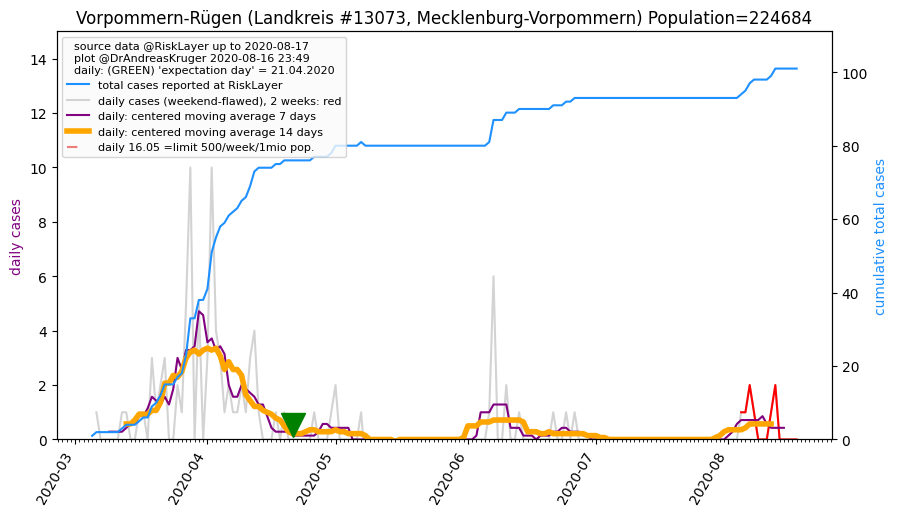 Vorpommern-Rügen (Landkreis #13073, Mecklenburg-Vorpommern) Population=224684
source data @RiskLayer up to 2020-08-17
plot @DrAndreasKruger 2020-08-16 23:49
daily: (GREEN) 'expectation day' = 21.04.2020
total cases reported at RiskLayer
daily cases (weekend-flawed), 2 weeks: red
daily: centered moving average 7 days
daily: centered moving average 14 days
daily 16.05 =limit 500/week/1mio pop.
daily cases
14
12
10
8
6
4
2
0
cumulative total cases
100
80
60
40
20
0
2020-03
2020-04
2020-05
2020-06
2020-07
2020-08